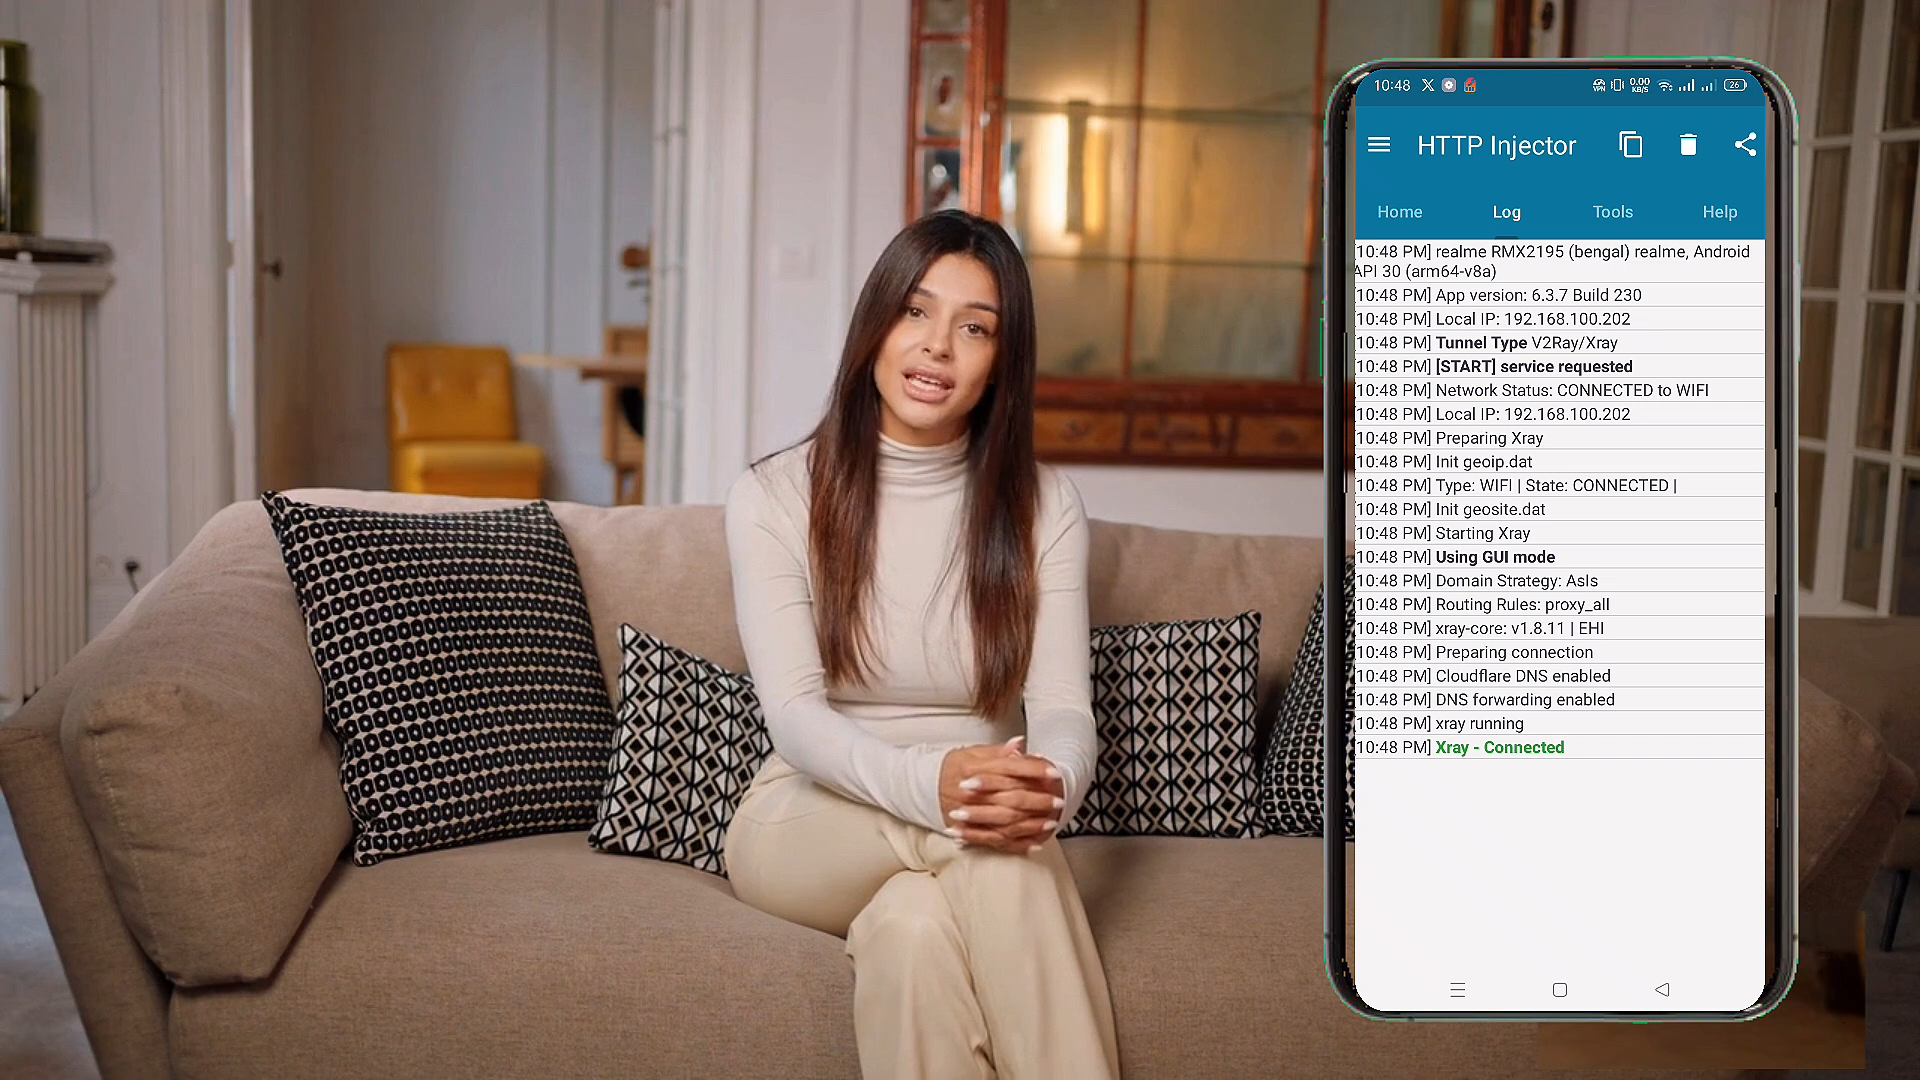 10:48
VPN
0.00
KB/S
26
HTTP Injector
Home
Log
Tools
Help
10:48 PM] realme RMX2195 (bengal) realme, Android
API 30 (arm64-v8a)
10:48 PM] App version: 6.3.7 Build 230
10:48 PM] Local IP: 192.168.100.202
10:48 PM] Tunnel Type V2Ray/Xray
10:48 PM] [START] service requested
10:48 PM] Network Status: CONNECTED to WIFI
10:48 PM] Local IP: 192.168.100.202
10:48 PM] Preparing Xray
10:48 PM] Init geoip.dat
10:48 PM] Type: WIFI | State: CONNECTED |
10:48 PM] Init geosite.dat
10:48 PM] Starting Xray
10:48 PM] Using GUI mode
10:48 PM] Domain Strategy: AsIs
10:48 PM] Routing Rules: proxy_all
10:48 PM] xray-core: v1.8.11 | EHI
10:48 PM] Preparing connection
10:48 PM] Cloudflare DNS enabled
10:48 PM] DNS forwarding enabled
10:48 PM] xray running
10:48 PM] Xray - Connected